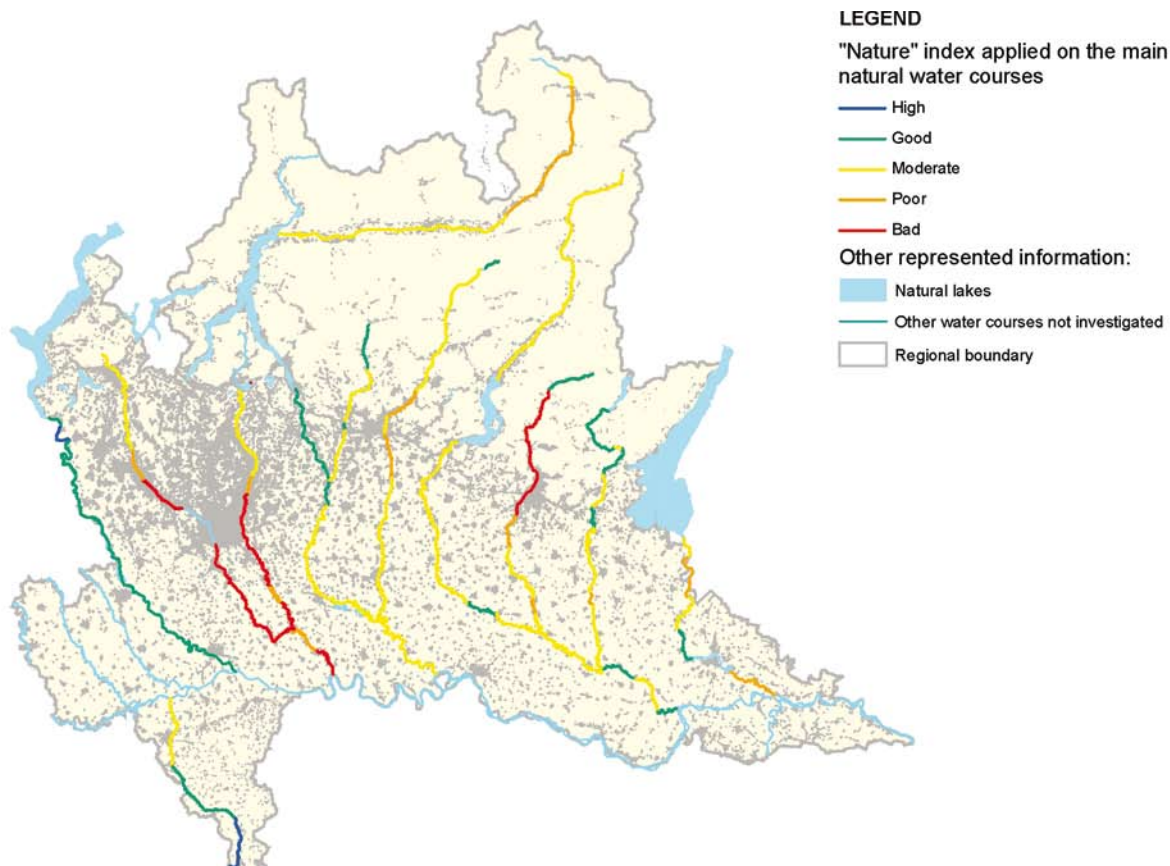 LEGEND
"Nature" index applied on the main
natural water courses
High
Good
Moderate
Poor
Bad
Other represented information:
Natural lakes
Other water courses not investigated
Regional boundary